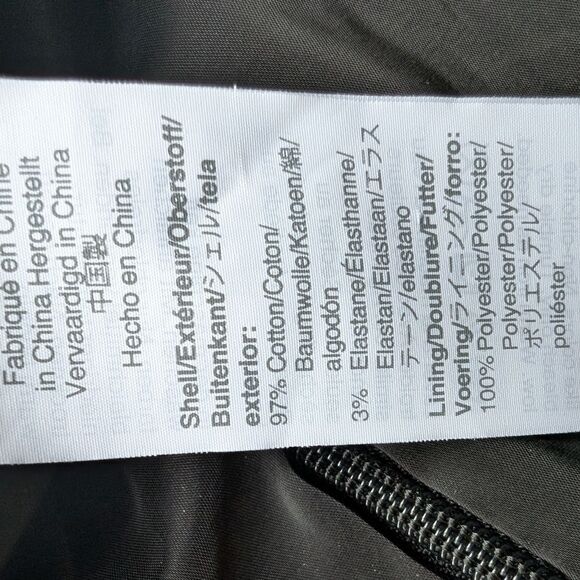 Fabriqué en Chine
in China Hergestellt
Vervaardigd in China
中国製
Hecho en China
Shell/Extérieur/Oberstoff/
Buitenkant/シェル/tela
exterior:
97% Cotton/Coton/
Baumwolle/Katoen/綿/
algodón
3% Elastane/Élasthanne/
Elastan/Elastaan/エラス
テーン/elastano
Lining/Doublure/Futter/
Voering/ライニング/forro:
100% Polyester/Polyester/
Polyester/Polyester/
ポリエステル/
poliéster